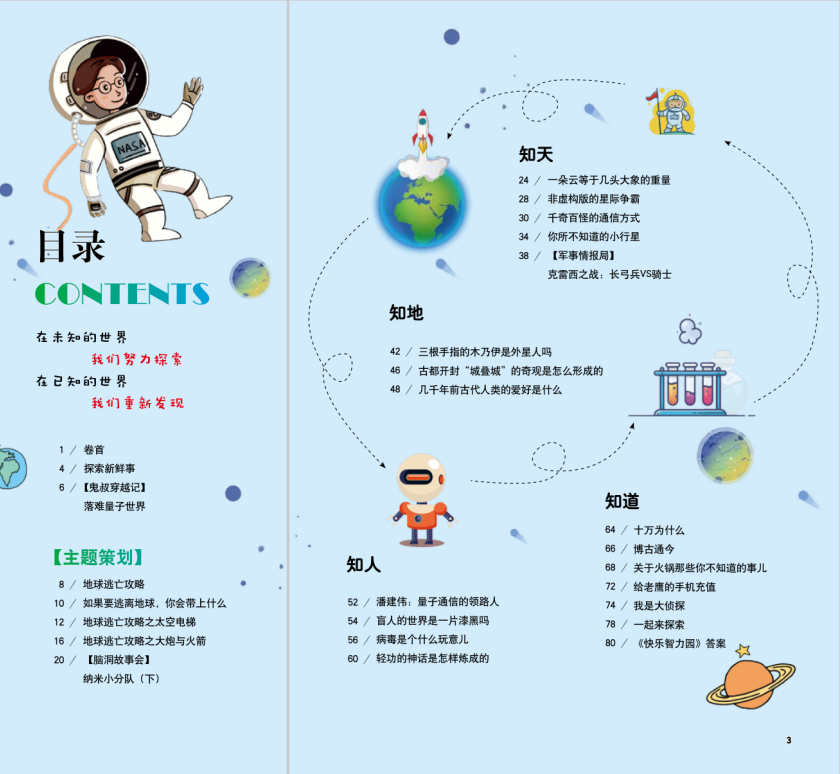 NASA
目录
CONTENTS
在未知的世界
我们努力探索
在已知的世界
我们重新发现
1 / 卷首
4 / 探索新鲜事
6 / 【鬼叔穿越记】
落难量子世界
【主题策划】
8 / 地球逃亡攻略
10 / 如果要逃离地球，你会带上什么
12 / 地球逃亡攻略之太空电梯
16 / 地球逃亡攻略之大炮与火箭
20 / 【脑洞故事会】
纳米小分队（下）
知天
24 / 一朵云等于几头大象的重量
28 / 非虚构版的星际争霸
30 / 千奇百怪的通信方式
34 / 你所不知道的小行星
38 / 【军事情报局】
克雷西之战：长弓兵VS骑士
知地
42 / 三根手指的木乃伊是外星人吗
46 / 古都开封“城叠城”的奇观是怎么形成的
48 / 几千年前古代人类的爱好是什么
知人
52 / 潘建伟：量子通信的领路人
54 / 盲人的世界是一片漆黑吗
56 / 病毒是个什么玩意儿
60 / 轻功的神话是怎样炼成的
知道
64 / 十万为什么
66 / 博古通今
68 / 关于火锅那些你不知道的事儿
72 / 给老鹰的手机充值
74 / 我是大侦探
78 / 一起来探索
80 / 《快乐智力园》答案
3